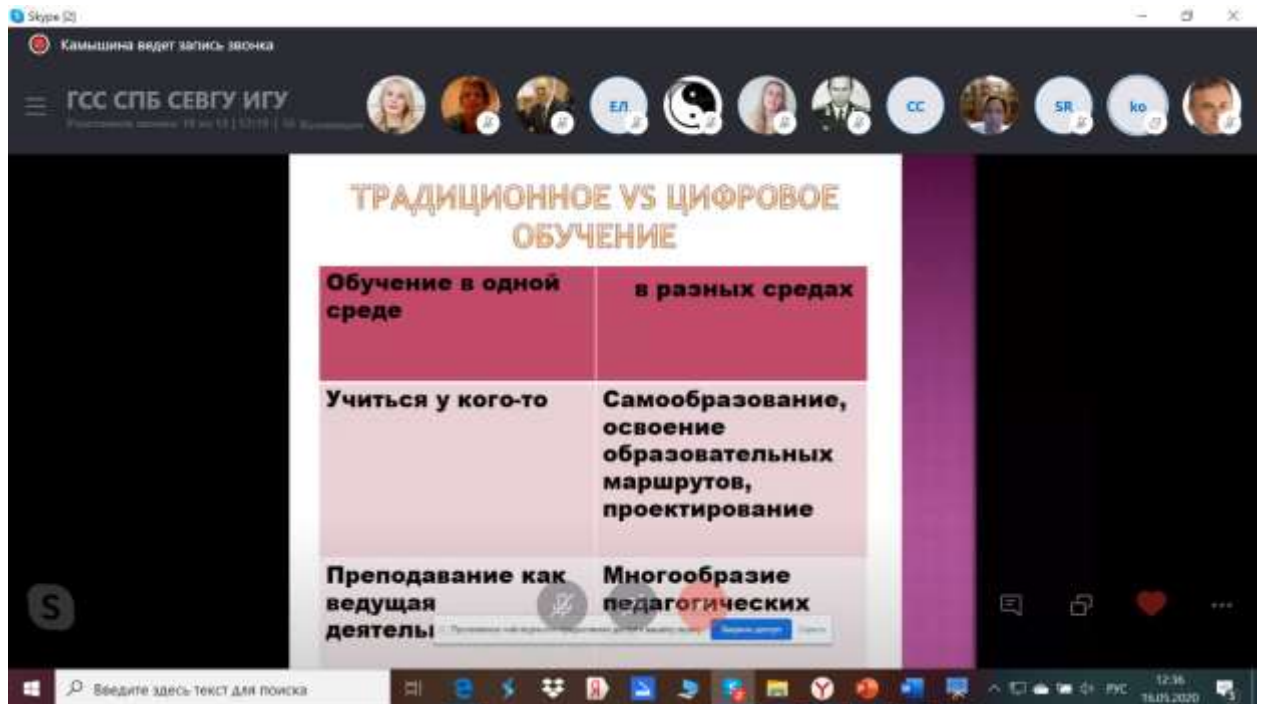 Skype [2]
Камышина ведет запись звонка
ГСС СПБ СЕВГУ ИГУ
ЕЛ
СС
SR
ko
ТРАДИЦИОННОЕ VS ЦИФРОВОЕ
ОБУЧЕНИЕ
Обучение в одной
среде
в разных средах
Учиться у кого-то
Самообразование,
освоение
образовательных
маршрутов,
проектирование
Преподавание как
ведущая
деятель
Многообразие
педагогических
S
Введите здесь текст для поиска
РУС
12:36
16.05.2020